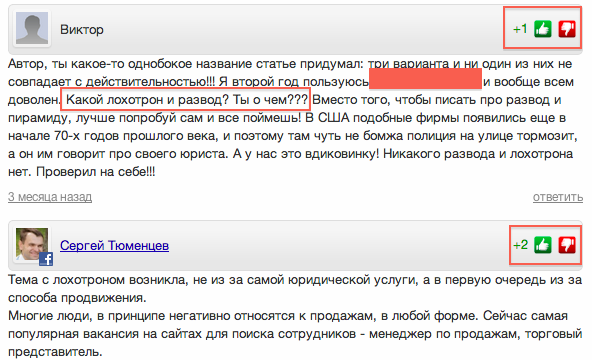 Виктор
+1
Автор, ты какое-то однобокое название статье придумал: три варианта и ни один из них не
совпадает с действительностью!!! Я второй год пользуюсь и вообще всем
доволен. Какой лохотрон и развод? Ты о чем??? Вместо того, чтобы писать про развод и
пирамиду, лучше попробуй сам и все поймешь! В США подобные фирмы появились еще в
начале 70-х годов прошлого века, и поэтому там чуть не бомжа полиция на улице тормозит,
а он им говорит про своего юриста. А у нас это вдиковинку! Никакого развода и лохотрона
нет. Проверил на себе!!!
3 месяца назад
ответить
Сергей Тюменцев
+2
Тема с лохотроном возникла, не из за самой юридической услуги, а в первую очередь из за
способа продвижения.
Многие люди, в принципе негативно относятся к продажам, в любой форме. Сейчас самая
популярная вакансия на сайтах для поиска сотрудников - менеджер по продажам, торговый
представитель.